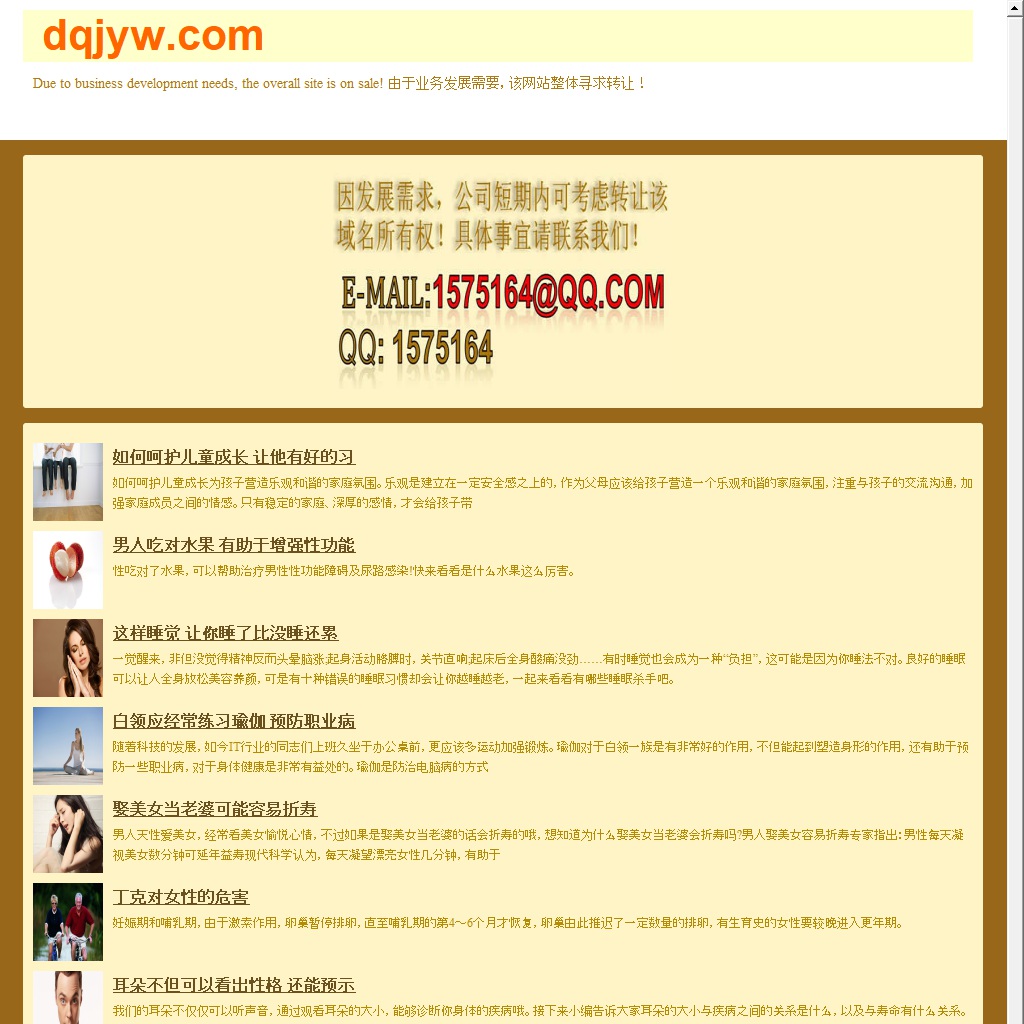 dqjyw.com
Due to business development needs, the overall site is on sale! 由于业务发展需要，该网站整体寻求转让！
因发展需求，公司短期内可考虑转让该
域名所有权！具体事宜请联系我们！
E-MAIL:1575164@QQ.COM
QQ: 1575164
如何呵护儿童成长 让他有好的习
如何呵护儿童成长为孩子营造乐观和谐的家庭氛围。乐观是建立在一定安全感之上的，作为父母应该给孩子营造一个乐观和谐的家庭氛围，注重与孩子的交流沟通，加
强家庭成员之间的情感。只有稳定的家庭、深厚的感情，才会给孩子带
男人吃对水果 有助于增强性功能
性吃对了水果，可以帮助治疗男性性功能障碍及尿路感染!快来看看是什么水果这么厉害。
这样睡觉 让你睡了比没睡还累
一觉醒来，非但没觉得精神反而头晕脑涨;起身活动胳膊时，关节直响;起床后全身酸痛没劲……有时睡觉也会成为一种“负担”，这可能是因为你睡法不对。良好的睡眠
可以让人全身放松美容养颜，可是有十种错误的睡眠习惯却会让你越睡越老，一起来看看有哪些睡眠杀手吧。
白领应经常练习瑜伽 预防职业病
随着科技的发展，如今IT行业的同志们上班久坐于办公桌前，更应该多运动加强锻炼。瑜伽对于白领一族是有非常好的作用，不但能起到塑造身形的作用，还有助于预
防一些职业病，对于身体健康是非常有益处的。瑜伽是防治电脑病的方式
娶美女当老婆可能容易折寿
男人天性爱美女，经常看美女愉悦心情，不过如果是娶美女当老婆的话会折寿的哦，想知道为什么娶美女当老婆会折寿吗?男人娶美女容易折寿专家指出：男性每天凝
视美女数分钟可延年益寿现代科学认为，每天凝望漂亮女性几分钟，有助于
丁克对女性的危害
妊娠期和哺乳期，由于激素作用，卵巢暂停排卵，直至哺乳期的第4～6个月才恢复，卵巢由此推迟了一定数量的排卵，有生育史的女性要较晚进入更年期。
耳朵不但可以看出性格 还能预示
我们的耳朵不仅仅可以听声音，通过观看耳朵的大小，能够诊断你身体的疾病哦。接下来小编告诉大家耳朵的大小与疾病之间的关系是什么，以及与寿命有什么关系。